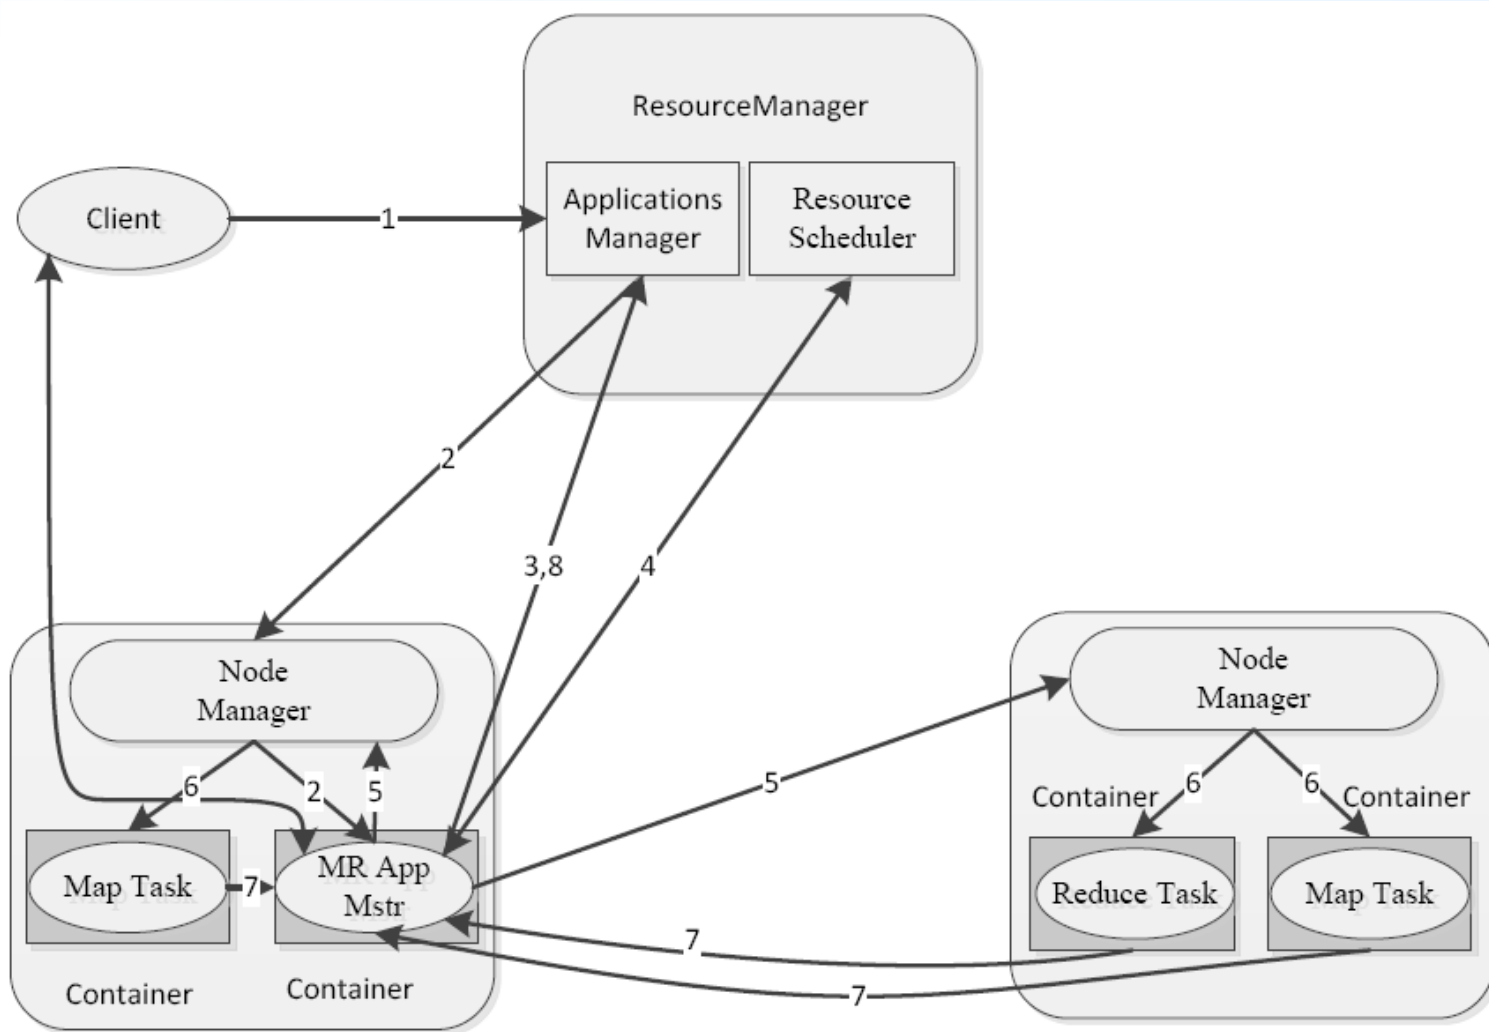 ResourceManager
Applications
Manager
Resource
Scheduler
Client
1
2
3,8
4
Node
Manager
Node
Manager
6
2
5
5
6
6
Container
Container
Map Task
7
MR App
Mstr
Reduce Task
Map Task
7
7
Container
Container